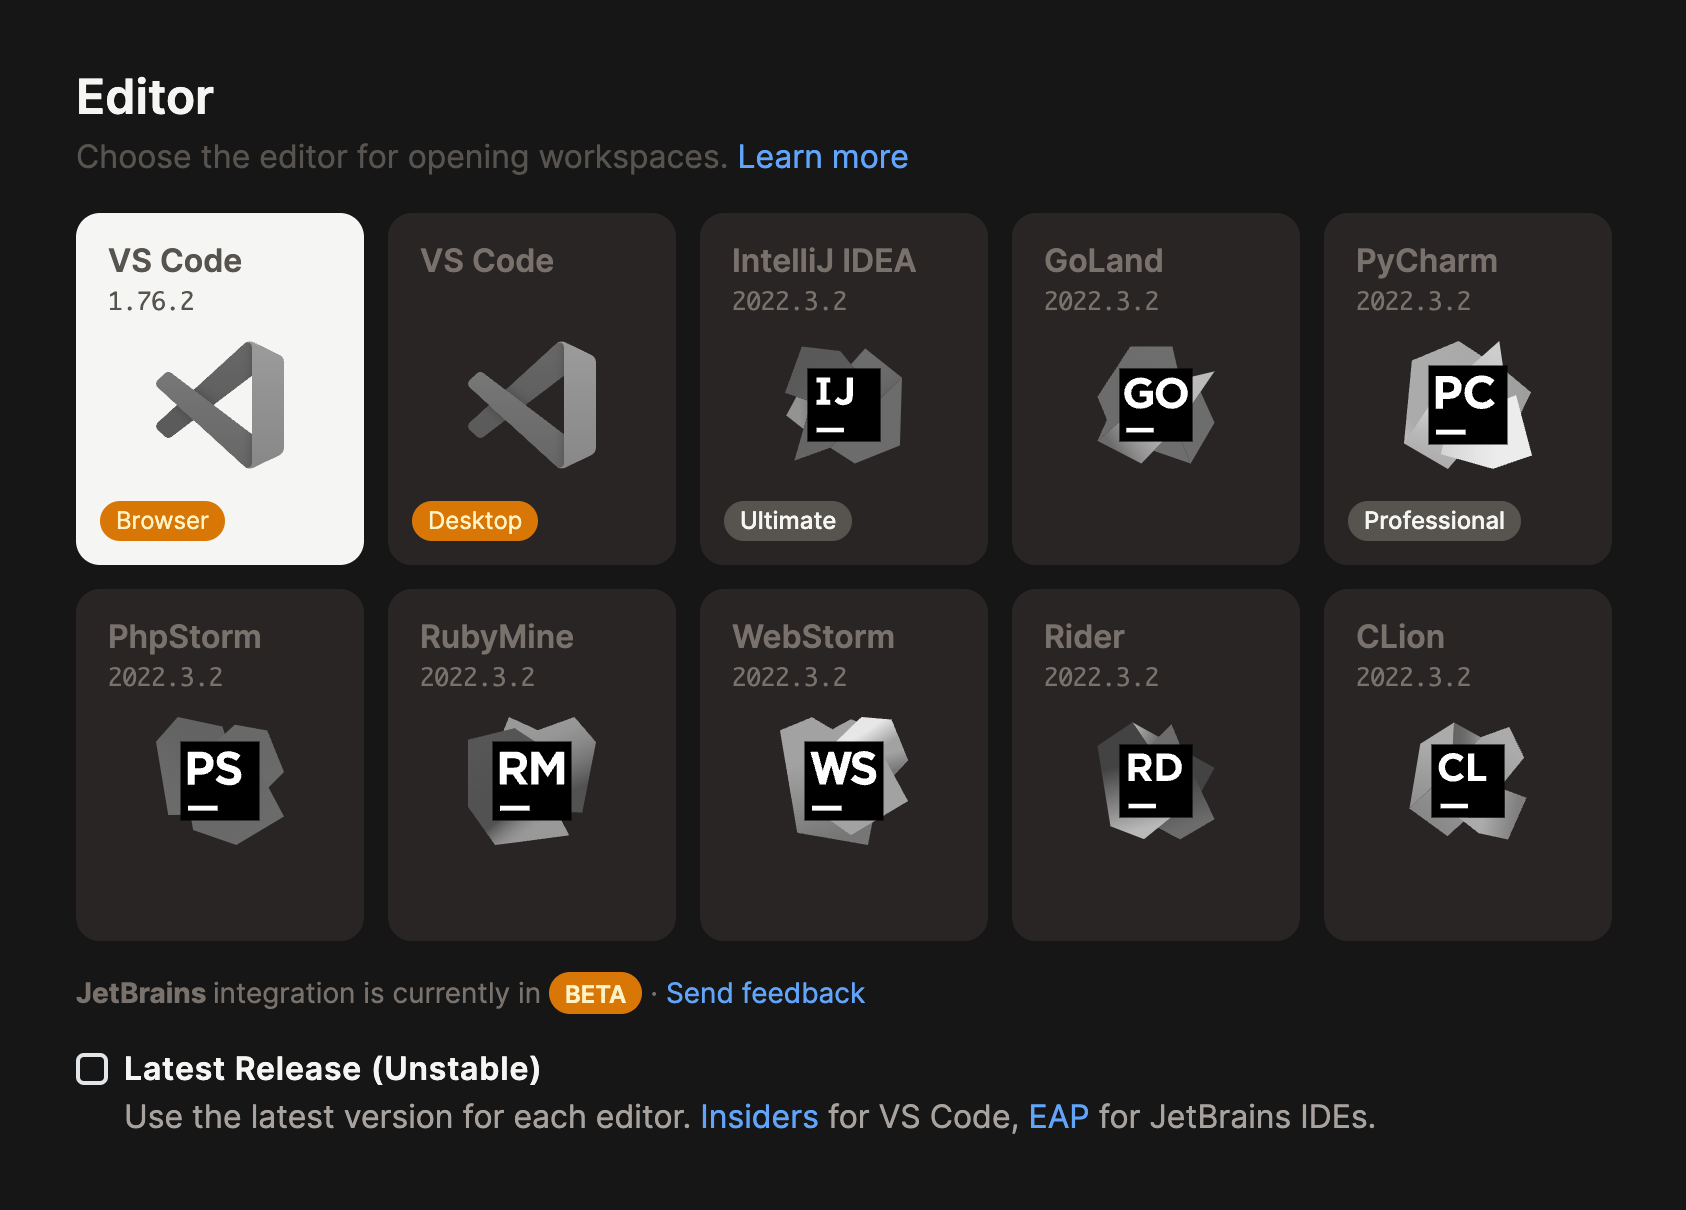 Editor
Choose the editor for opening workspaces. Learn more
VS Code
1.76.2
Browser
VS Code
Desktop
IntelliJ IDEA
2022.3.2
IJ
Ultimate
GoLand
2022.3.2
GO
PyCharm
2022.3.2
PC
Professional
PhpStorm
2022.3.2
PS
RubyMine
2022.3.2
RM
WebStorm
2022.3.2
WS
Rider
2022.3.2
RD
CLion
2022.3.2
CL
JetBrains integration is currently in BETA · Send feedback
Latest Release (Unstable)
Use the latest version for each editor. Insiders for VS Code, EAP for JetBrains IDEs.